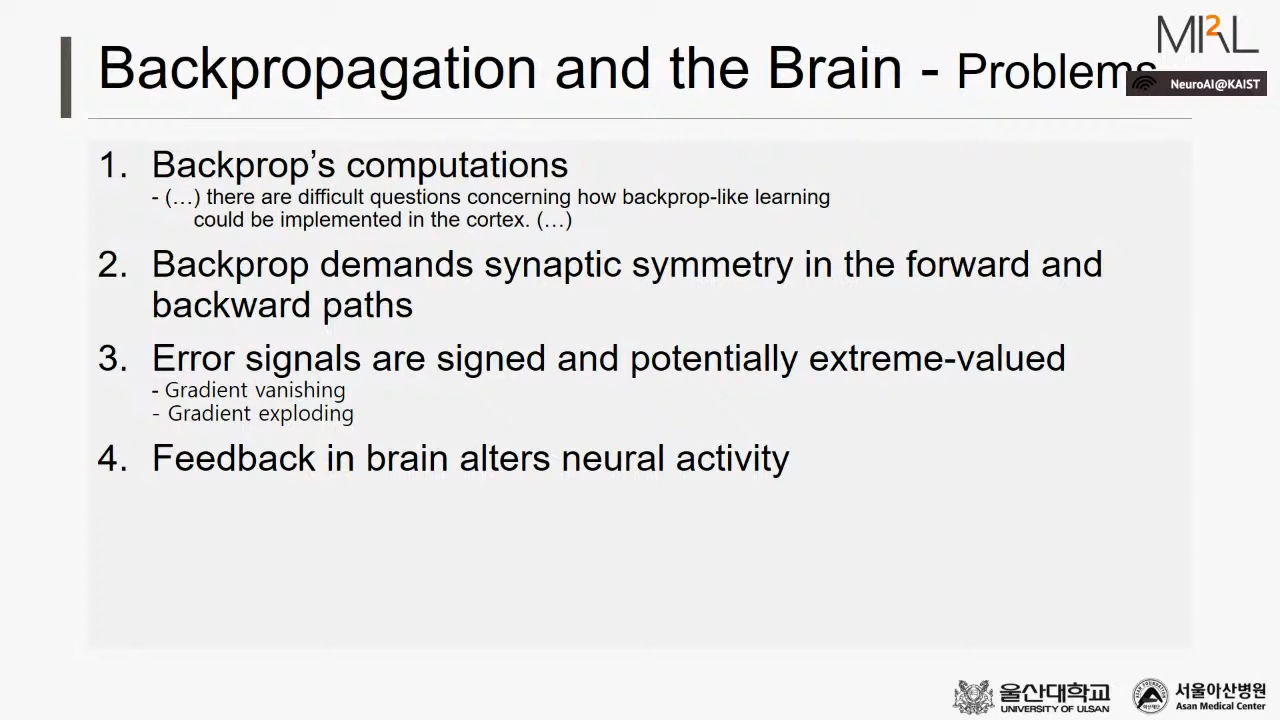 Backpropagation and the Brain - Problems
MI2RL
NeuroAI@KAIST
1. Backprop’s computations
- (…) there are difficult questions concerning how backprop-like learning
could be implemented in the cortex. (…)
2. Backprop demands synaptic symmetry in the forward and
backward paths
3. Error signals are signed and potentially extreme-valued
- Gradient vanishing
- Gradient exploding
4. Feedback in brain alters neural activity
울산대학교
UNIVERSITY OF ULSAN
서울아산병원
Asan Medical Center